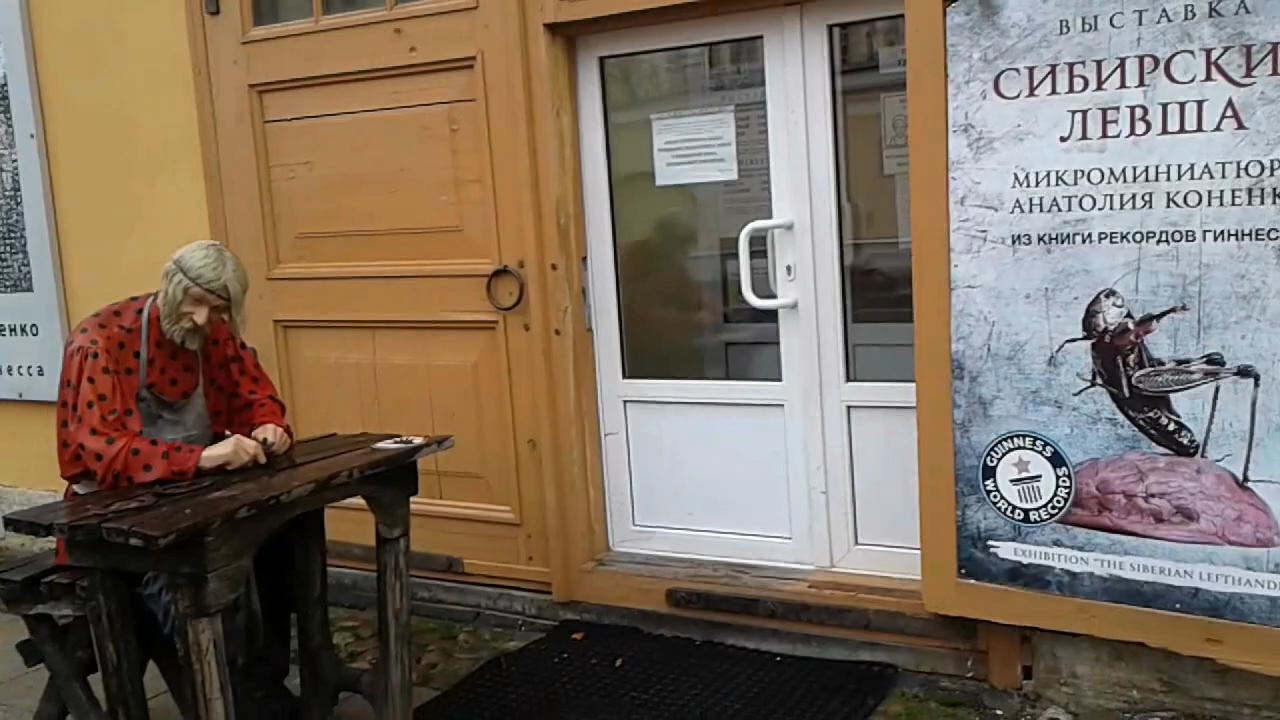 енко
несса
ВЫСТАВКА
СИБИРСКИ
ЛЕВША
МИКРОМИНИАТЮР
АНАТОЛИЯ КОНЕНК
ИЗ КНИГИ РЕКОРДОВ ГИННЕС
GUINNESS
WORLD RECORDS
EXHIBITION "THE SIBERIAN LEFTHAND